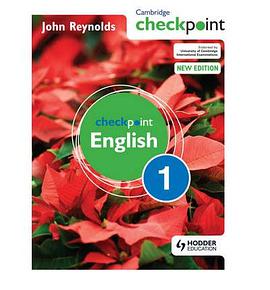 John Reynolds
Cambridge
checkpoint
Endorsed by
University of Cambridge
International Examinations
NEW EDITION
checkpoint
English
1
HODDER
EDUCATION